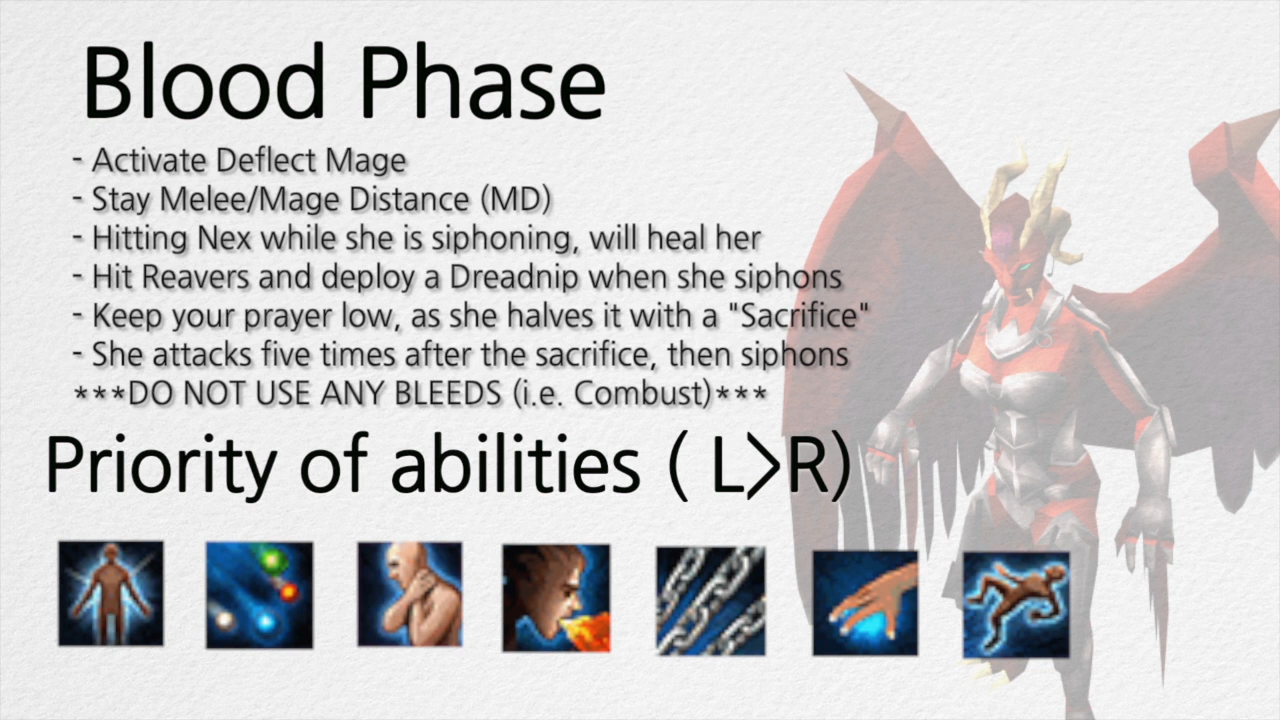 Blood Phase
- Activate Deflect Mage
- Stay Melee/Mage Distance (MD)
- Hitting Nex while she is siphoning, will heal her
- Hit Reavers and deploy a Dreadnip when she siphons
- Keep your prayer low, as she halves it with a "Sacrifice"
- She attacks five times after the sacrifice, then siphons
***DO NOT USE ANY BLEEDS (i.e. Combust)***
Priority of abilities ( L>R)